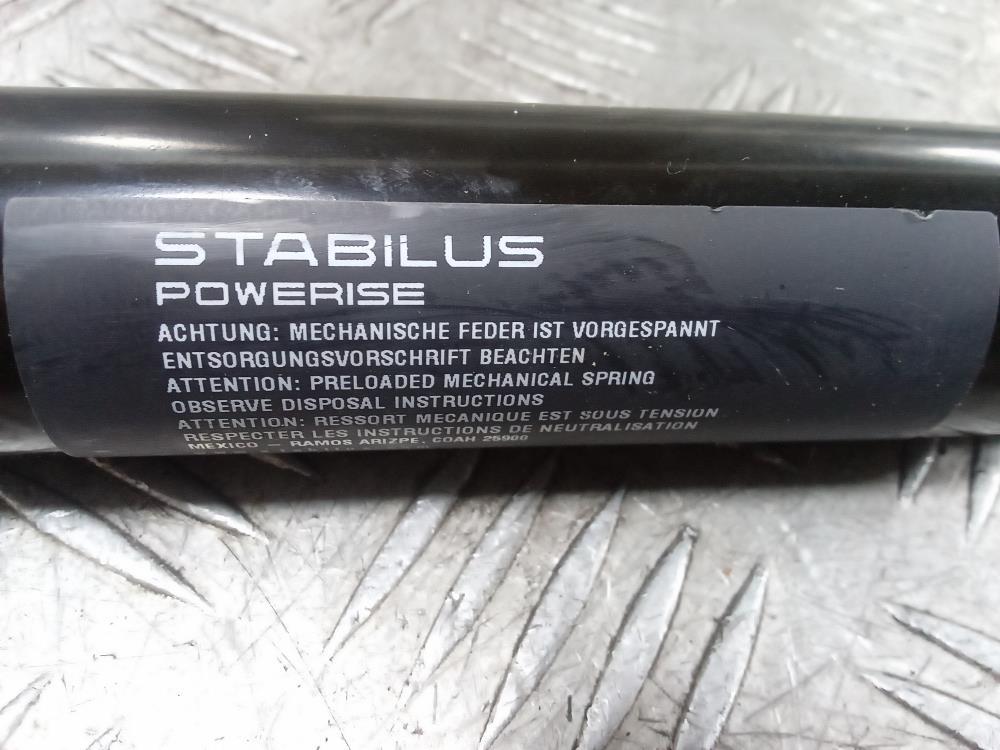 STABILUS
POWERISE
ACHTUNG: MECHANISCHE FEDER IST VORGESPANNT
ENTSORGUNGSVORSCHRIFT BEACHTEN
ATTENTION: PRELOADED MECHANICAL SPRING
OBSERVE DISPOSAL INSTRUCTIONS
ATTENTION: RESSORT MECANIQUE EST SOUS TENSION
RESPECTER LES INSTRUCTIONS DE NEUTRALISATION
MEXICO – RAMOS ARIZPE, COAH 25900